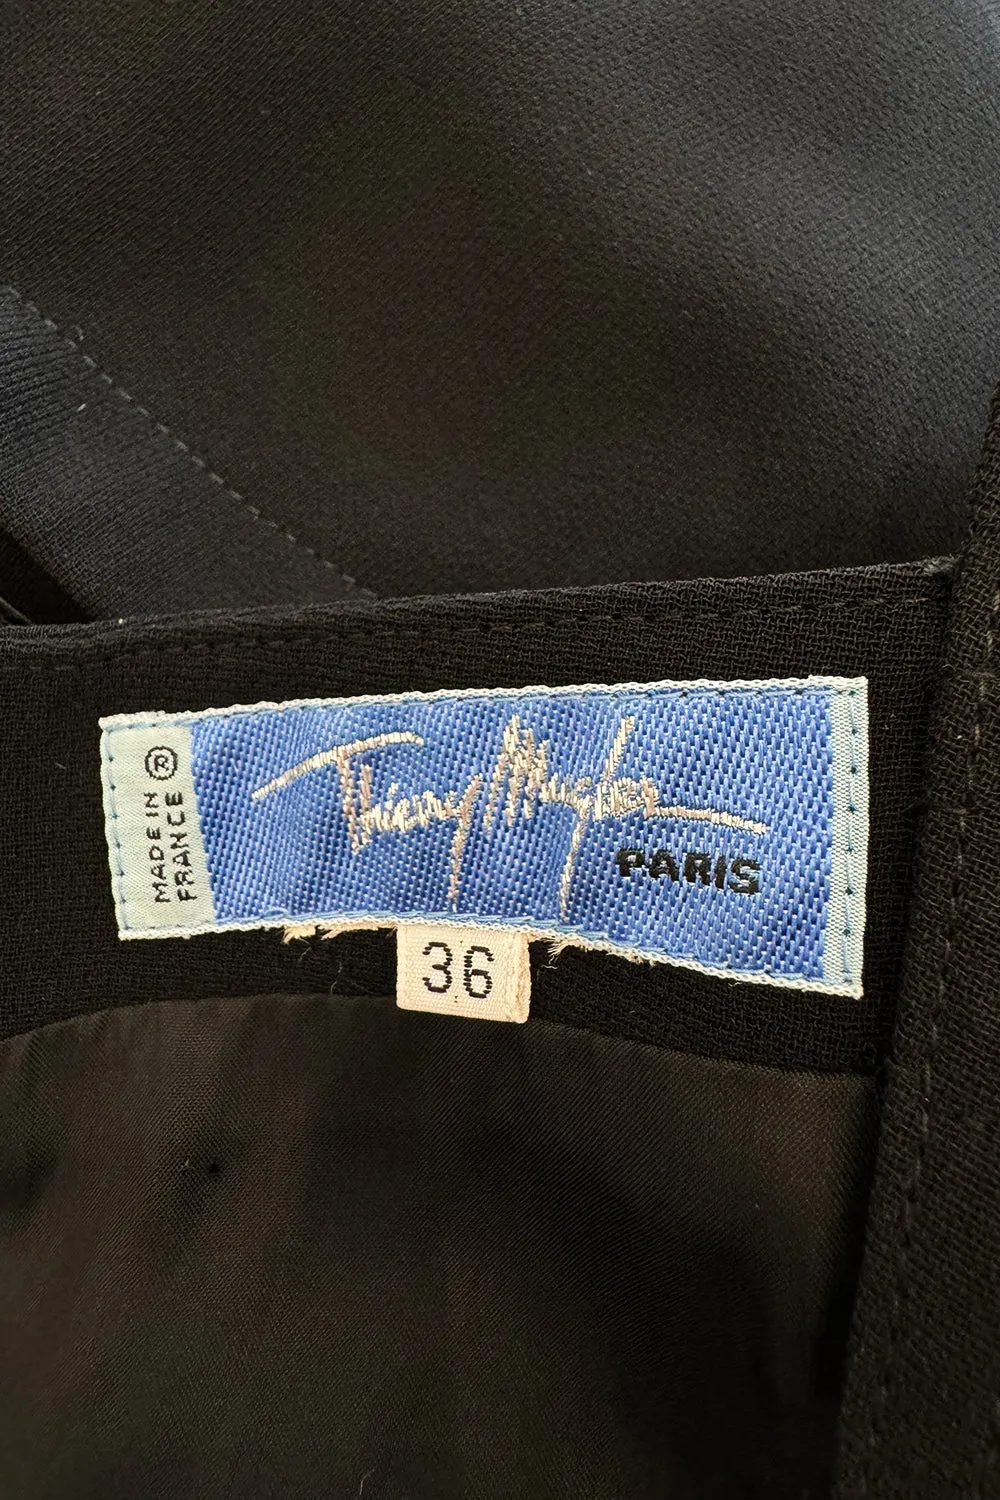 MADE IN ®
FRANCE
Thierry Mugler
PARIS
36